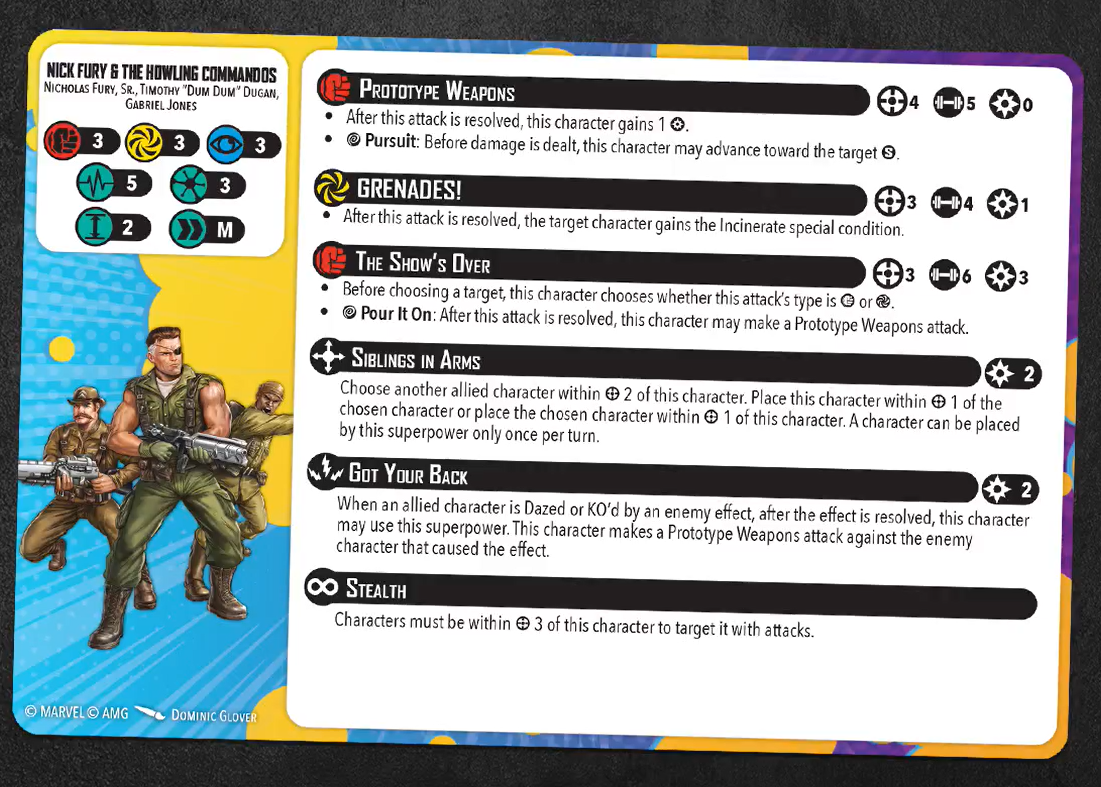 NICK FURY & THE HOWLING COMMANDOS
NICHOLAS FURY, SR., TIMOTHY "DUM DUM" DUGAN,
GABRIEL JONES
3 3 3
5 3
2 M
© MARVEL © AMG DOMINIC GLOVER
PROTOTYPE WEAPONS 4 5 0
• After this attack is resolved, this character gains 1 .
• Pursuit: Before damage is dealt, this character may advance toward the target S.
GRENADES! 3 4 1
• After this attack is resolved, the target character gains the Incinerate special condition.
THE SHOW'S OVER 3 6 3
• Before choosing a target, this character chooses whether this attack's type is or .
• Pour It On: After this attack is resolved, this character may make a Prototype Weapons attack.
SIBLINGS IN ARMS 2
Choose another allied character within 2 of this character. Place this character within 1 of the
chosen character or place the chosen character within 1 of this character. A character can be placed
by this superpower only once per turn.
GOT YOUR BACK 2
When an allied character is Dazed or KO'd by an enemy effect, after the effect is resolved, this character
may use this superpower. This character makes a Prototype Weapons attack against the enemy
character that caused the effect.
STEALTH
Characters must be within 3 of this character to target it with attacks.